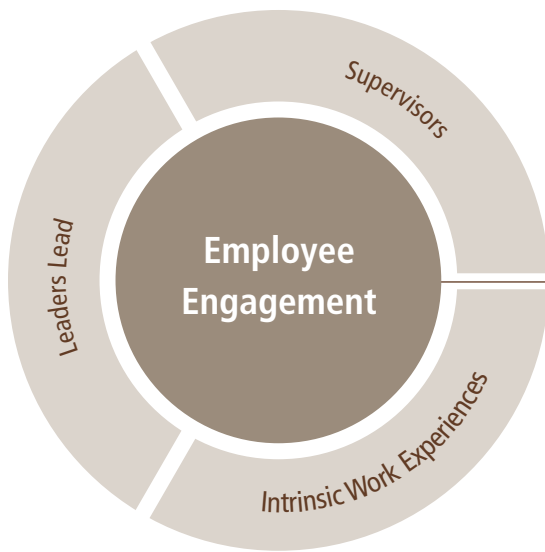 Supervisors
Leaders Lead
Employee
Engagement
Intrinsic Work Experiences